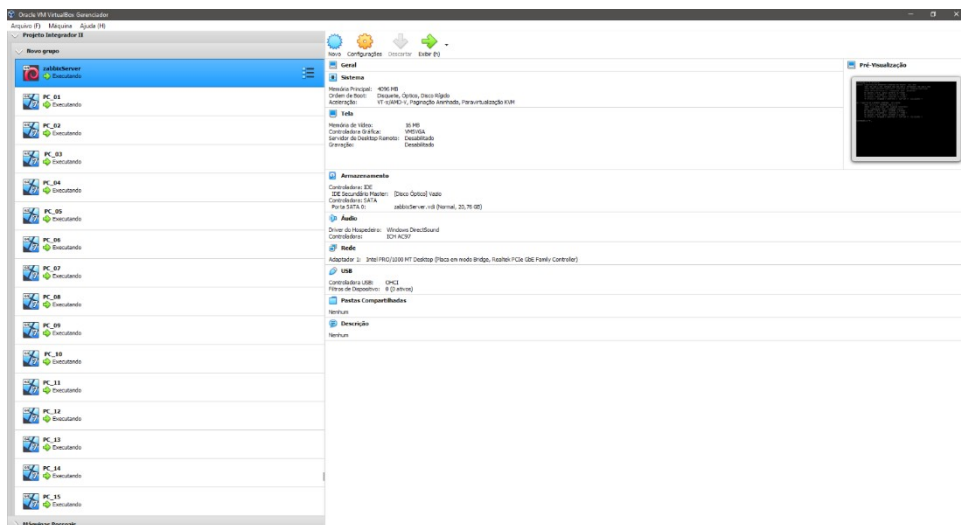 Oracle VM VirtualBox Gerenciador
Arquivo (F) Máquina Ajuda (H)
Projeto Integrador II
Novo grupo
zabbixServer
Executando
PC_01
Executando
PC_02
Executando
PC_03
Executando
PC_04
Executando
PC_05
Executando
PC_06
Executando
PC_07
Executando
PC_08
Executando
PC_09
Executando
PC_10
Executando
PC_11
Executando
PC_12
Executando
PC_13
Executando
PC_14
Executando
PC_15
Executando
Máquinas Pessoais
Novo Configurações Descartar Exibir (h)
Geral
Sistema
Memória Principal: 4096 MB
Ordem de Boot: Disquete, Óptico, Disco Rígido
Aceleração: VT-x/AMD-V, Paginação Aninhada, Paravirtualização KVM
Tela
Memória de Vídeo: 16 MB
Controladora Gráfica: VMSVGA
Servidor de Desktop Remoto: Desabilitado
Gravação: Desabilitado
Armazenamento
Controladora: IDE
IDE Secundário Master: [Disco Óptico] Vazio
Controladora: SATA
Porta SATA 0: zabbixServer.vdi (Normal, 20,76 GB)
Áudio
Driver do Hospedeiro: Windows DirectSound
Controladora: ICH AC97
Rede
Adaptador 1: Intel PRO/1000 MT Desktop (Placa em modo Bridge, Realtek PCIe GbE Family Controller)
USB
Controladora USB: OHCI
Filtros de Dispositivo: 0 (0 ativos)
Pastas Compartilhadas
Nenhum
Descrição
Nenhum
Pré-Visualização